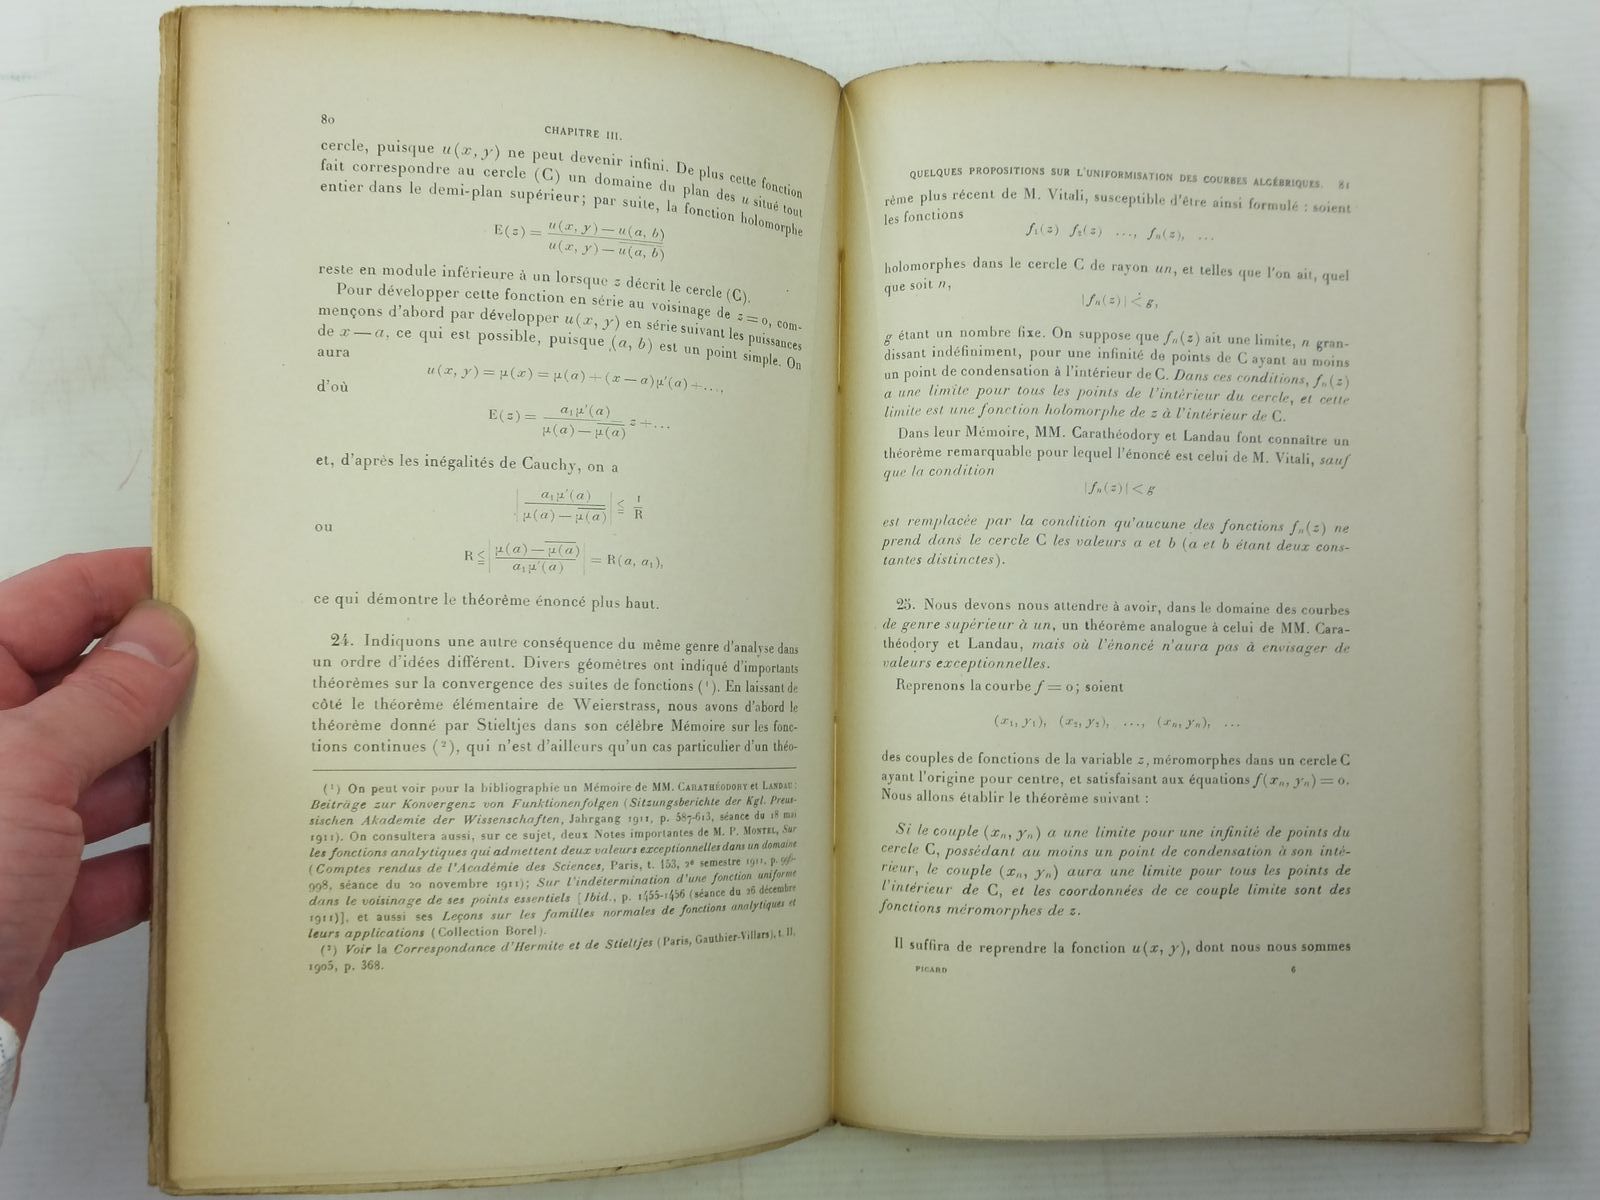 80
CHAPITRE III.
cercle, puisque u(x, y) ne peut devenir infini. De plus cette fonction
fait correspondre au cercle (C) un domaine du plan des u situé tout
entier dans le demi-plan supérieur; par suite, la fonction holomorphe
E(z) = \frac{u(x, y) — u(a, b)}{u(x, y) — \overline{u(a, b)}}
reste en module inférieure à un lorsque z décrit le cercle (C).
Pour développer cette fonction en série au voisinage de z = 0, com-
mençons d'abord par développer u(x, y) en série suivant les puissances
de x — a, ce qui est possible, puisque (a, b) est un point simple. On
aura
u(x, y) = μ(x) = μ(a) + (x — a)μ'(a) + ...,
d'où
E(z) = \frac{a₁μ'(a)}{μ(a) — \overline{μ(a)}} z + ...
et, d'après les inégalités de Cauchy, on a
|\frac{a₁μ'(a)}{μ(a) — \overline{μ(a)}}| ≦ \frac{1}{R}
ou
R ≦ |\frac{μ(a) — \overline{μ(a)}}{a₁μ'(a)}| = R(a, a₁),
ce qui démontre le théorème énoncé plus haut.
24. Indiquons une autre conséquence du même genre d'analyse dans
un ordre d'idées différent. Divers géomètres ont indiqué d'importants
théorèmes sur la convergence des suites de fonctions (¹). En laissant de
côté le théorème élémentaire de Weierstrass, nous avons d'abord le
théorème donné par Stieltjes dans son célèbre Mémoire sur les fonc-
tions continues (²), qui n'est d'ailleurs qu'un cas particulier d'un théo-
(¹) On peut voir pour la bibliographie un Mémoire de MM. CARATHÉODORY et LANDAU :
Beiträge zur Konvergenz von Funktionenfolgen (Sitzungsberichte der Kgl. Preus-
sischen Akademie der Wissenschaften, Jahrgang 1911, p. 587-613, séance du 18 mai
1911). On consultera aussi, sur ce sujet, deux Notes importantes de M. P. MONTEL, Sur
les fonctions analytiques qui admettent deux valeurs exceptionnelles dans un domaine
(Comptes rendus de l'Académie des Sciences, Paris, t. 153, 2e semestre 1911, p. 996-
998, séance du 20 novembre 1911); Sur l'indétermination d'une fonction uniforme
dans le voisinage de ses points essentiels [Ibid., p. 1455-1456 (séance du 26 décembre
1911)], et aussi ses Leçons sur les familles normales de fonctions analytiques et
leurs applications (Collection Borel).
(²) Voir la Correspondance d'Hermite et de Stieltjes (Paris, Gauthier-Villars), t. II,
1905, p. 368.
QUELQUES PROPOSITIONS SUR L'UNIFORMISATION DES COURBES ALGÉBRIQUES. 81
rème plus récent de M. Vitali, susceptible d'être ainsi formulé : soient
les fonctions
f₁(z) f₂(z) ..., fₙ(z), ...
holomorphes dans le cercle C de rayon un, et telles que l'on ait, quel
que soit n,
|fₙ(z)| < g,
g étant un nombre fixe. On suppose que fₙ(z) ait une limite, n gran-
dissant indéfiniment, pour une infinité de points de C ayant au moins
un point de condensation à l'intérieur de C. Dans ces conditions, fₙ(z)
a une limite pour tous les points de l'intérieur du cercle, et cette
limite est une fonction holomorphe de z à l'intérieur de C.
Dans leur Mémoire, MM. Carathéodory et Landau font connaître un
théorème remarquable pour lequel l'énoncé est celui de M. Vitali, sauf
que la condition
|fₙ(z)| < g
est remplacée par la condition qu'aucune des fonctions fₙ(z) ne
prend dans le cercle C les valeurs a et b (a et b étant deux cons-
tantes distinctes).
25. Nous devons nous attendre à avoir, dans le domaine des courbes
de genre supérieur à un, un théorème analogue à celui de MM. Cara-
théodory et Landau, mais où l'énoncé n'aura pas à envisager de
valeurs exceptionnelles.
Reprenons la courbe f = 0; soient
(x₁, y₁), (x₂, y₂), ..., (xₙ, yₙ), ...
des couples de fonctions de la variable z, méromorphes dans un cercle C
ayant l'origine pour centre, et satisfaisant aux équations f(xₙ, yₙ) = 0.
Nous allons établir le théorème suivant :
Si le couple (xₙ, yₙ) a une limite pour une infinité de points du
cercle C, possédant au moins un point de condensation à son inté-
rieur, le couple (xₙ, yₙ) aura une limite pour tous les points de
l'intérieur de C, et les coordonnées de ce couple limite sont des
fonctions méromorphes de z.
Il suffira de reprendre la fonction u(x, y), dont nous nous sommes
PICARD 6